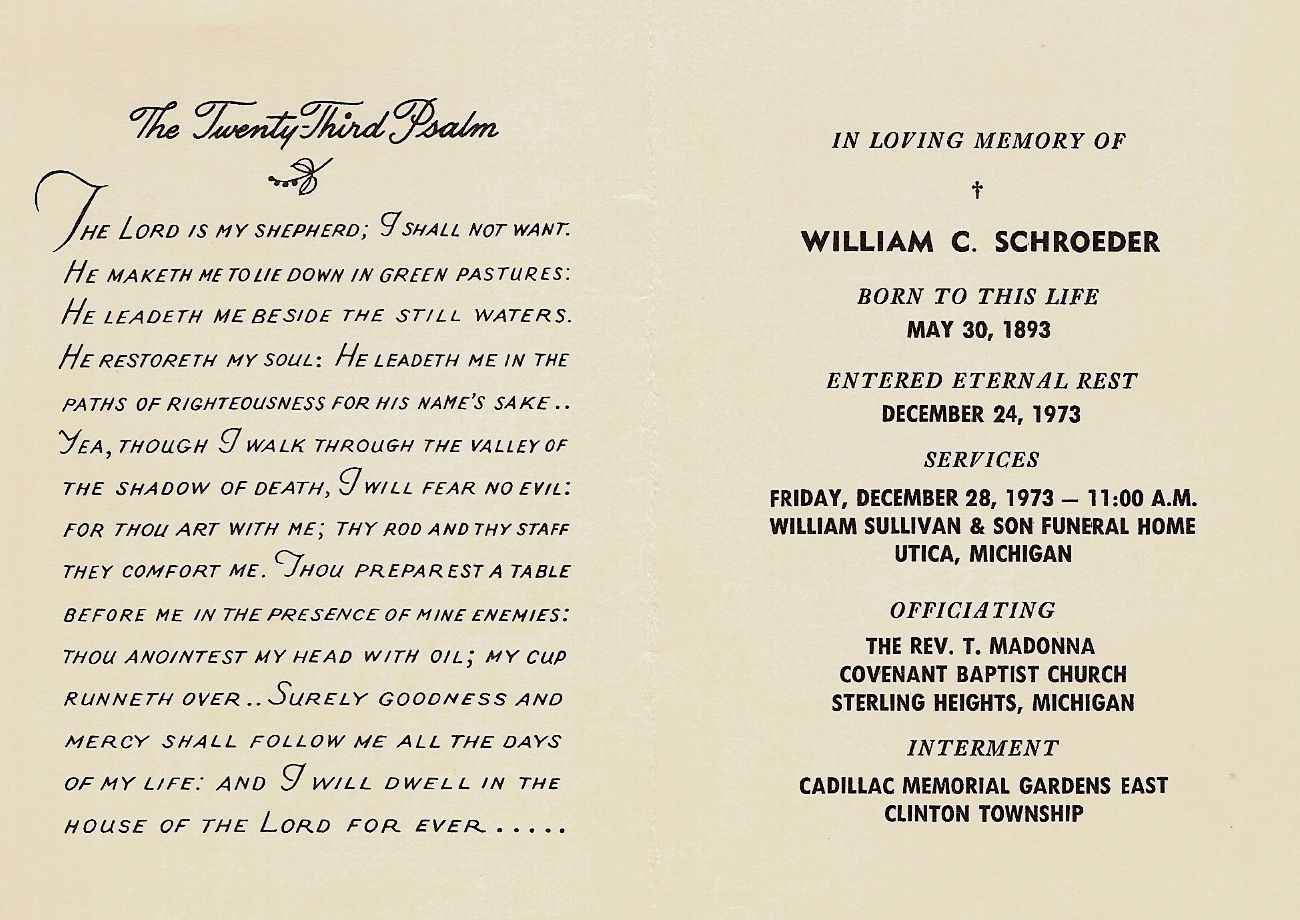 The Twenty-Third Psalm
The Lord is my shepherd; I shall not want.
He maketh me to lie down in green pastures:
He leadeth me beside the still waters.
He restoreth my soul: He leadeth me in the
paths of righteousness for his name's sake..
Yea, though I walk through the valley of
the shadow of death, I will fear no evil:
for thou art with me; thy rod and thy staff
they comfort me. Thou preparest a table
before me in the presence of mine enemies:
thou anointest my head with oil; my cup
runneth over.. Surely goodness and
mercy shall follow me all the days
of my life: and I will dwell in the
house of the Lord for ever.....
IN LOVING MEMORY OF
†
WILLIAM C. SCHROEDER
BORN TO THIS LIFE
MAY 30, 1893
ENTERED ETERNAL REST
DECEMBER 24, 1973
SERVICES
FRIDAY, DECEMBER 28, 1973 — 11:00 A.M.
WILLIAM SULLIVAN & SON FUNERAL HOME
UTICA, MICHIGAN
OFFICIATING
THE REV. T. MADONNA
COVENANT BAPTIST CHURCH
STERLING HEIGHTS, MICHIGAN
INTERMENT
CADILLAC MEMORIAL GARDENS EAST
CLINTON TOWNSHIP